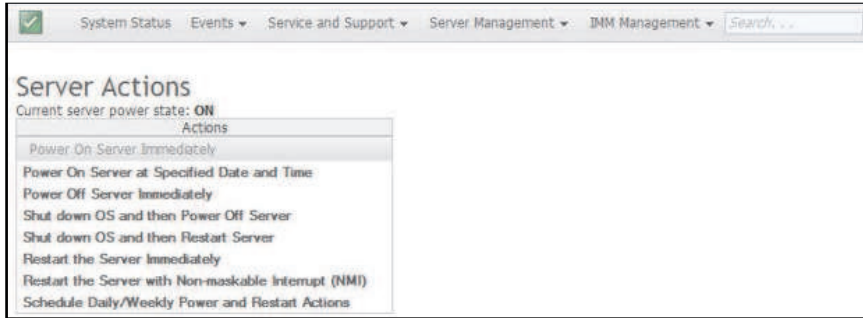 System Status Events Service and Support Server Management IMM Management Search...
Server Actions
Current server power state: ON
Actions
Power On Server Immediately
Power On Server at Specified Date and Time
Power Off Server Immediately
Shut down OS and then Power Off Server
Shut down OS and then Restart Server
Restart the Server Immediately
Restart the Server with Non-maskable Interrupt (NMI)
Schedule Daily/Weekly Power and Restart Actions